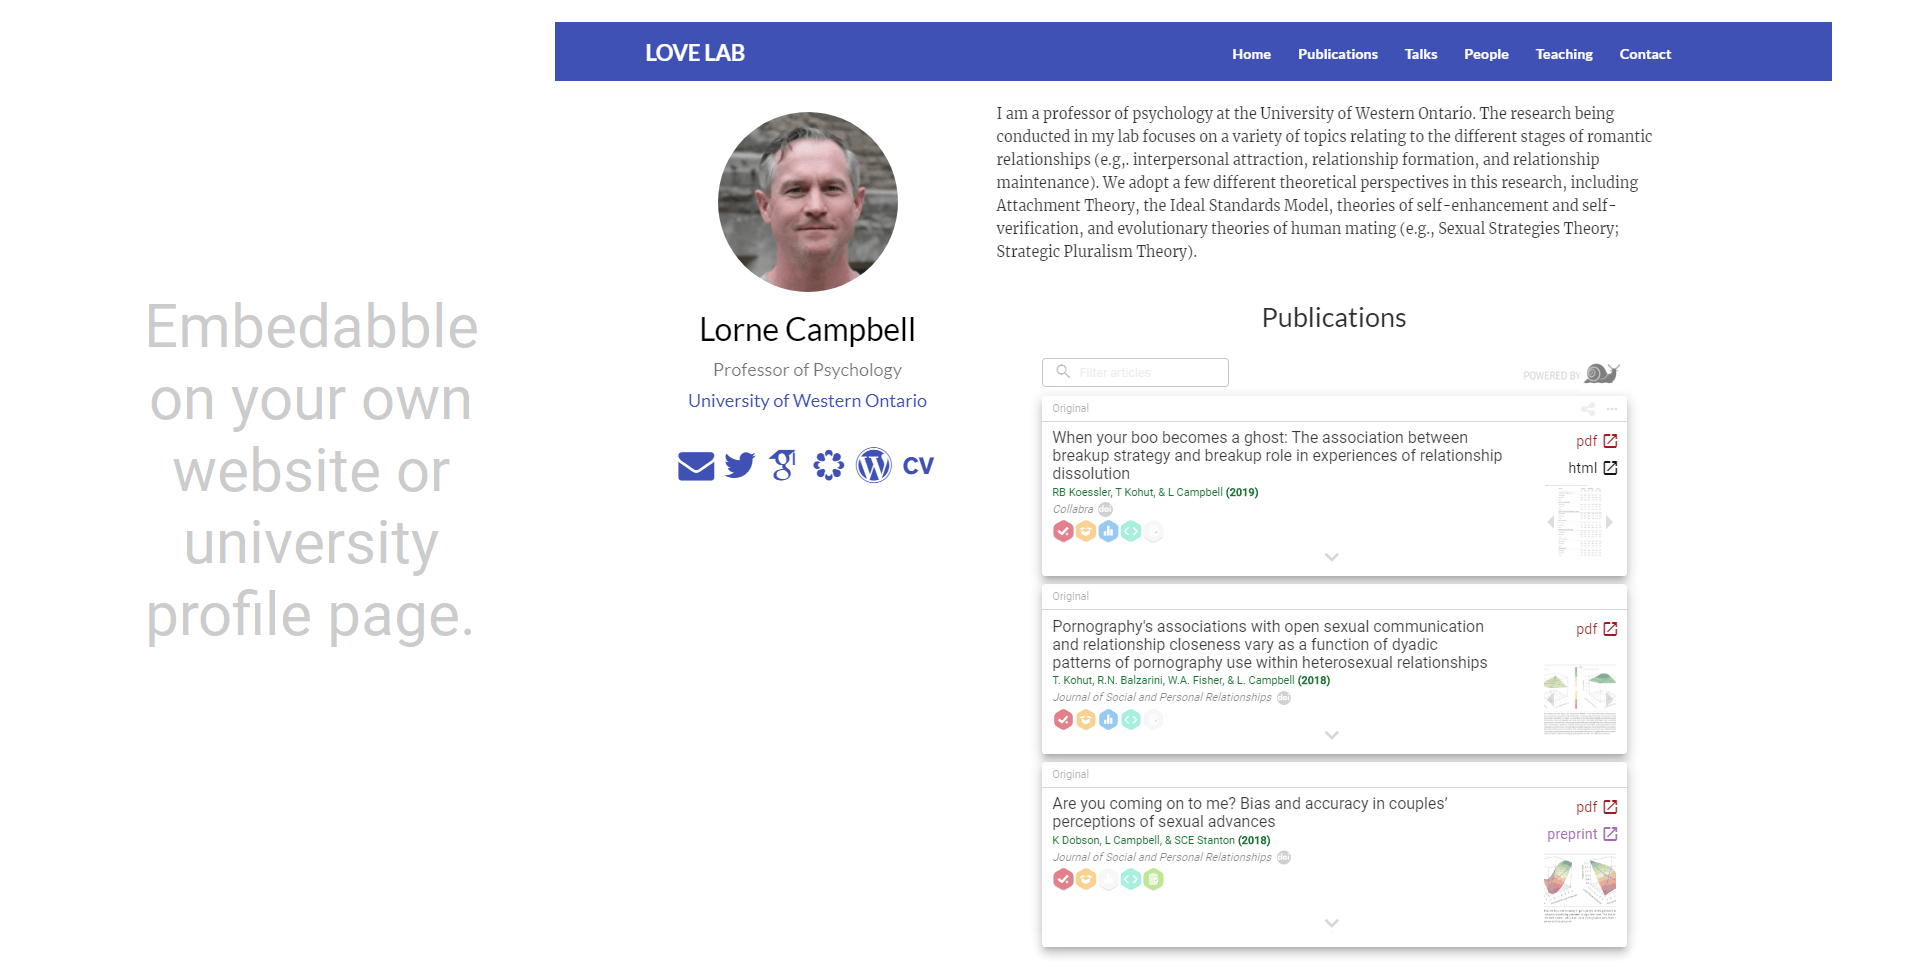 Embedabble
on your own
website or
university
profile page.
LOVE LAB
Home Publications Talks People Teaching Contact
I am a professor of psychology at the University of Western Ontario. The research being
conducted in my lab focuses on a variety of topics relating to the different stages of romantic
relationships (e.g,. interpersonal attraction, relationship formation, and relationship
maintenance). We adopt a few different theoretical perspectives in this research, including
Attachment Theory, the Ideal Standards Model, theories of self-enhancement and self-
verification, and evolutionary theories of human mating (e.g., Sexual Strategies Theory;
Strategic Pluralism Theory).
Lorne Campbell
Professor of Psychology
University of Western Ontario
CV
Publications
Filter articles
POWERED BY
Original
When your boo becomes a ghost: The association between
breakup strategy and breakup role in experiences of relationship
dissolution
RB Koessler, T Kohut, & L Campbell (2019)
Collabra doi
pdf
html
Original
Pornography's associations with open sexual communication
and relationship closeness vary as a function of dyadic
patterns of pornography use within heterosexual relationships
T. Kohut, R.N. Balzarini, W.A. Fisher, & L. Campbell (2018)
Journal of Social and Personal Relationships doi
pdf
Original
Are you coming on to me? Bias and accuracy in couples’
perceptions of sexual advances
K Dobson, L Campbell, & SCE Stanton (2018)
Journal of Social and Personal Relationships doi
pdf
preprint